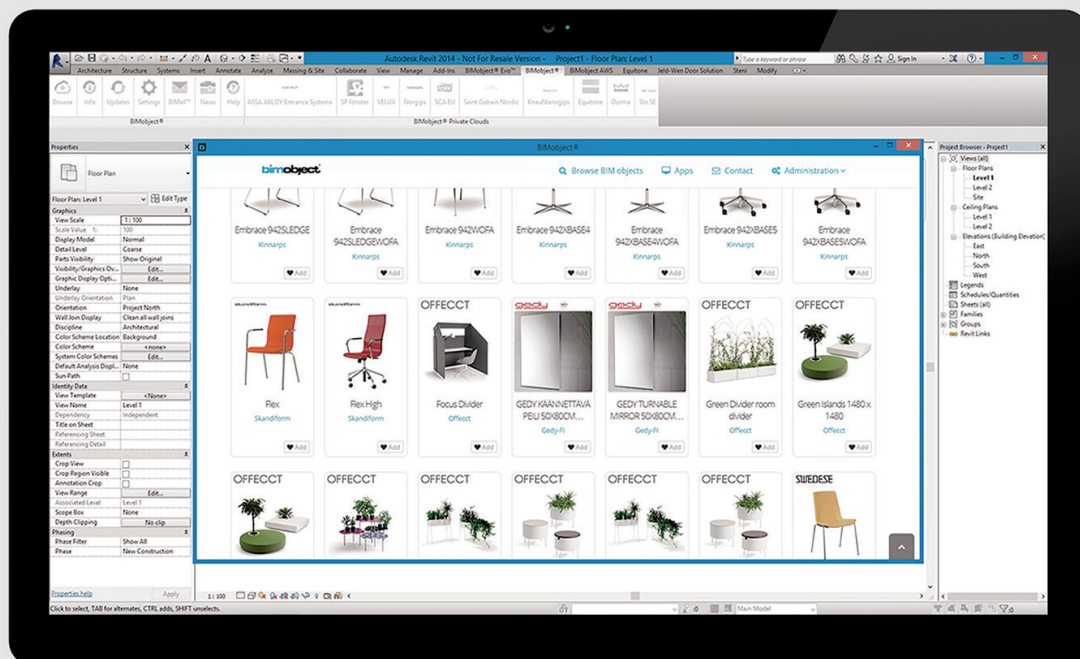 Autodesk Revit 2014 - Not For Resale Version - Project1 - Floor Plan: Level 1
Type a keyword or phrase
Sign In
Architecture Structure Systems Insert Annotate Analyze Massing & Site Collaborate View Manage Add-Ins BIMobject® Evo™ BIMobject® BIMobject AWS Equitone Jeld-Wen Door Solution Steni Modify
Browse Info Updates Settings BIMail™ News Help ASSA ABLOY Entrance Systems SP fönster VELUX Norgips SCA EU Saint Gobain Nordic Knaufdanogips Equitone Dorma Sto SE
BIMobject® BIMobject® Private Clouds
Properties
Floor Plan
Floor Plan: Level 1 Edit Type
Graphics
View Scale 1 : 100
Scale Value 1: 100
Display Model Normal
Detail Level Coarse
Parts Visibility Show Original
Visibility/Graphics Ov... Edit...
Graphic Display Opti... Edit...
Underlay None
Underlay Orientation Plan
Orientation Project North
Wall Join Display Clean all wall joins
Discipline Architectural
Color Scheme Location Background
Color Scheme <none>
System Color Schemes Edit...
Default Analysis Displ... None
Sun Path
Identity Data
View Template <None>
View Name Level 1
Dependency Independent
Title on Sheet
Referencing Sheet
Referencing Detail
Extents
Crop View
Crop Region Visible
Annotation Crop
View Range Edit...
Associated Level Level 1
Scope Box None
Depth Clipping No clip
Phasing
Phase Filter Show All
Phase New Construction
Properties help Apply
BIMobject®
bimobject®
Browse BIM objects Apps Contact Administration
Embrace 942SLEDGE
Kinnarps
Add
Embrace 942SLEDGEWOFA
Kinnarps
Add
Embrace 942WOFA
Kinnarps
Add
Embrace 942XBASE4
Kinnarps
Add
Embrace 942XBASE4WOFA
Kinnarps
Add
Embrace 942XBASE5
Kinnarps
Add
Embrace 942XBASE5WOFA
Kinnarps
Add
skandiform
Flex
Skandiform
Add
skandiform
Flex High
Skandiform
Add
OFFECCT
Focus Divider
Offecct
Add
gedy
GEDY KÄÄNNETTÄVÄ PEILI 50X80CM...
Gedy-FI
Add
gedy
GEDY TURNABLE MIRROR 50X80CM...
Gedy-FI
Add
OFFECCT
Green Divider room divider
Offecct
Add
OFFECCT
Green Islands 1480 x 1480
Offecct
Add
OFFECCT OFFECCT OFFECCT OFFECCT OFFECCT OFFECCT SWEDESE
Project Browser - Project1
Views (all)
Floor Plans
Level 1
Level 2
Site
Ceiling Plans
Level 1
Level 2
Elevations (Building Elevation)
East
North
South
West
Legends
Schedules/Quantities
Sheets (all)
Families
Groups
Revit Links
1 : 100
Click to select, TAB for alternates, CTRL adds, SHIFT unselects.
:0 Main Model :0